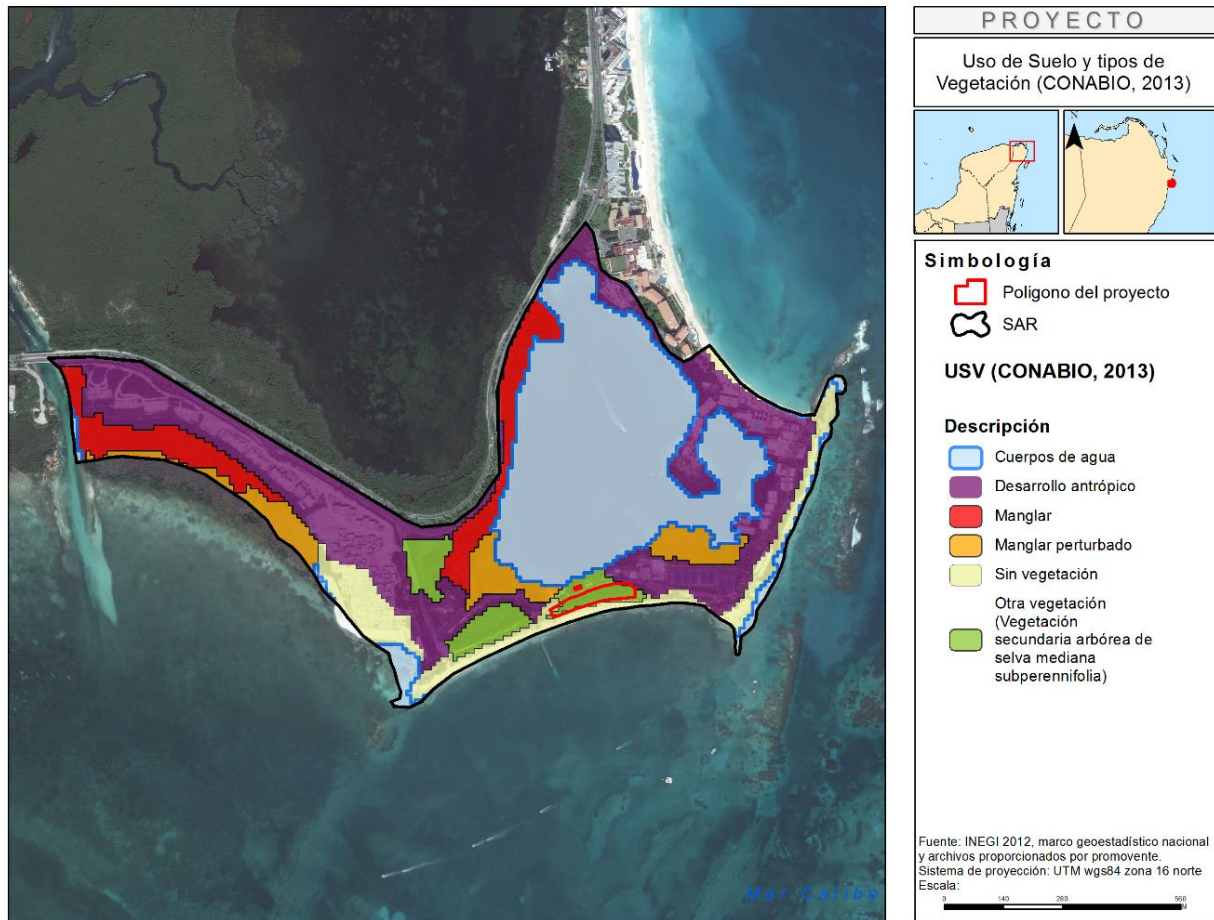 PROYECTO
Uso de Suelo y tipos de
Vegetación (CONABIO, 2013)
N
Simbología
Poligono del proyecto
SAR
USV (CONABIO, 2013)
Descripción
Cuerpos de agua
Desarrollo antrópico
Manglar
Manglar perturbado
Sin vegetación
Otra vegetación
(Vegetación
secundaria arbórea de
selva mediana
subperennifolia)
Fuente: INEGI 2012, marco geoestadístico nacional
y archivos proporcionados por promovente.
Sistema de proyección: UTM wgs84 zona 16 norte
Escala:
0 140 280 560
M
Mar Caribe